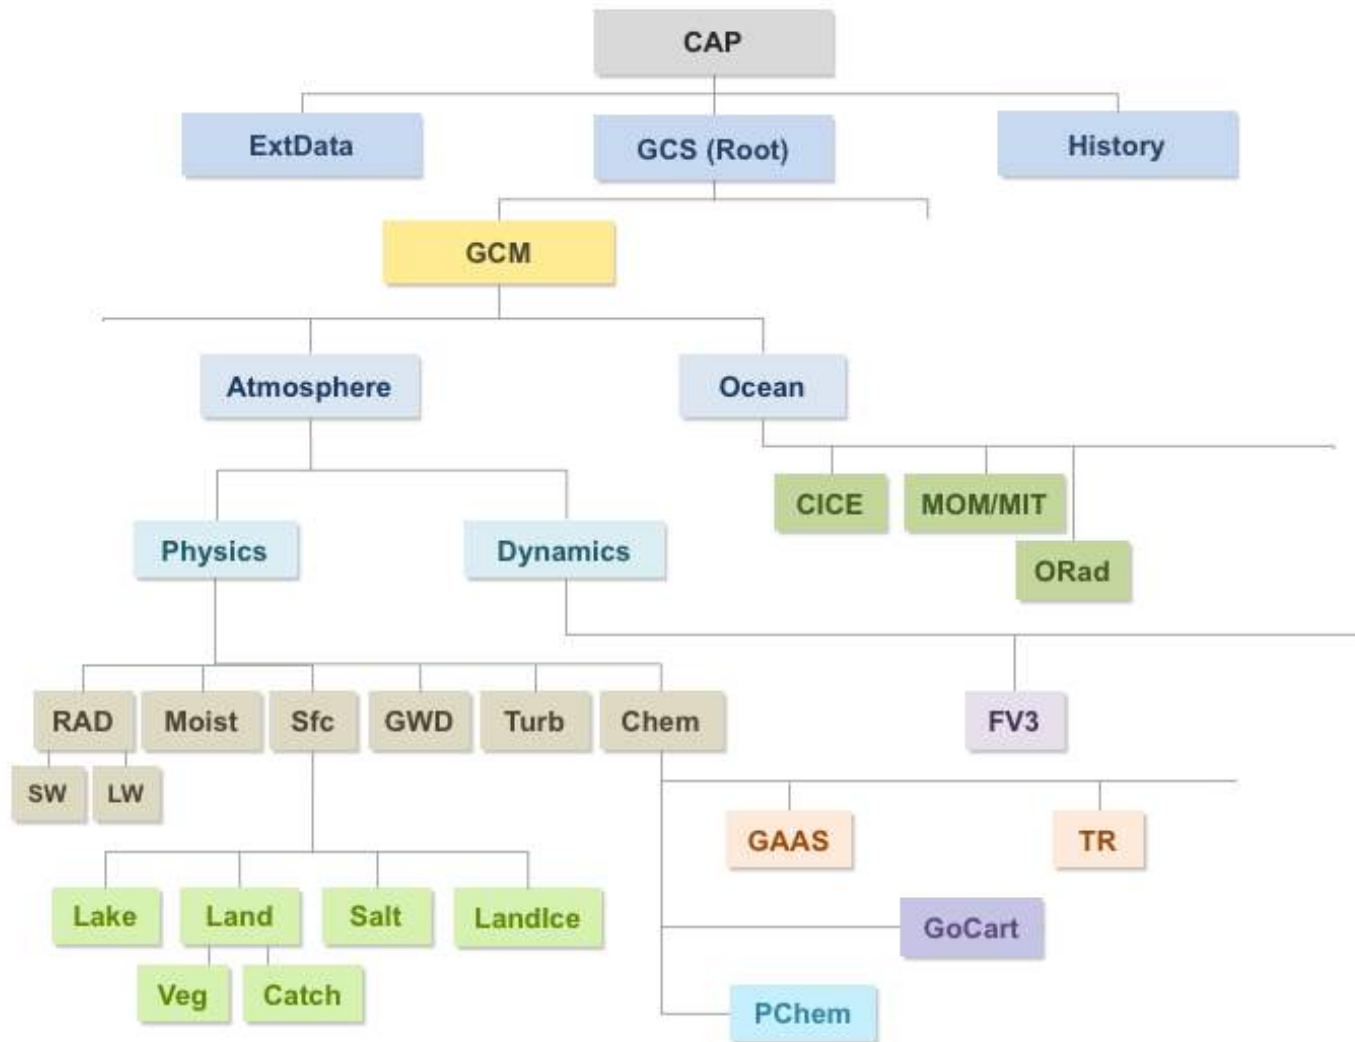 CAP
ExtData
GCS (Root)
History
GCM
Atmosphere
Ocean
CICE
MOM/MIT
ORad
Physics
Dynamics
RAD
Moist
Sfc
GWD
Turb
Chem
FV3
SW
LW
GAAS
TR
Lake
Land
Salt
LandIce
GoCart
Veg
Catch
PChem